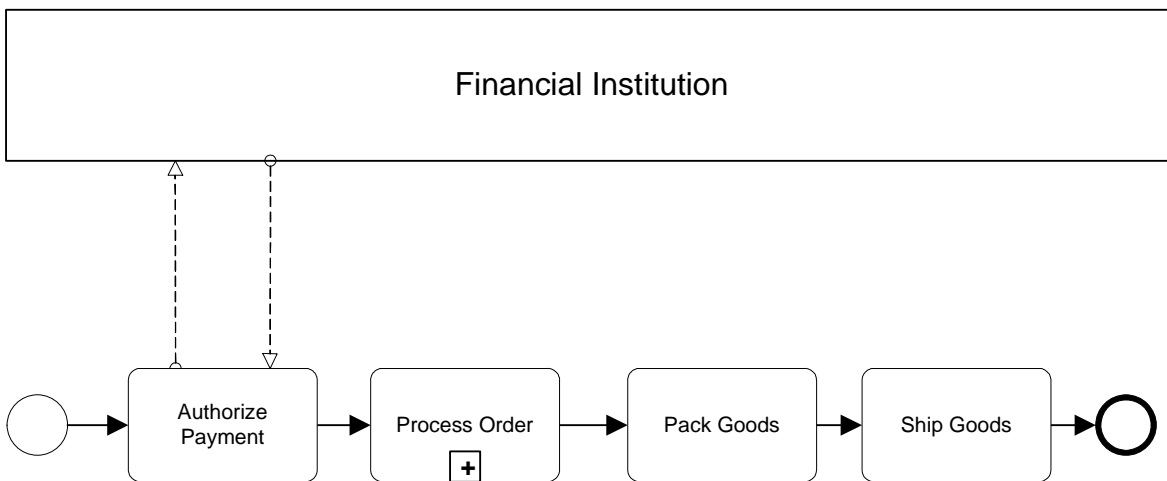 Financial Institution
Authorize
Payment
Process Order
Pack Goods
Ship Goods
+